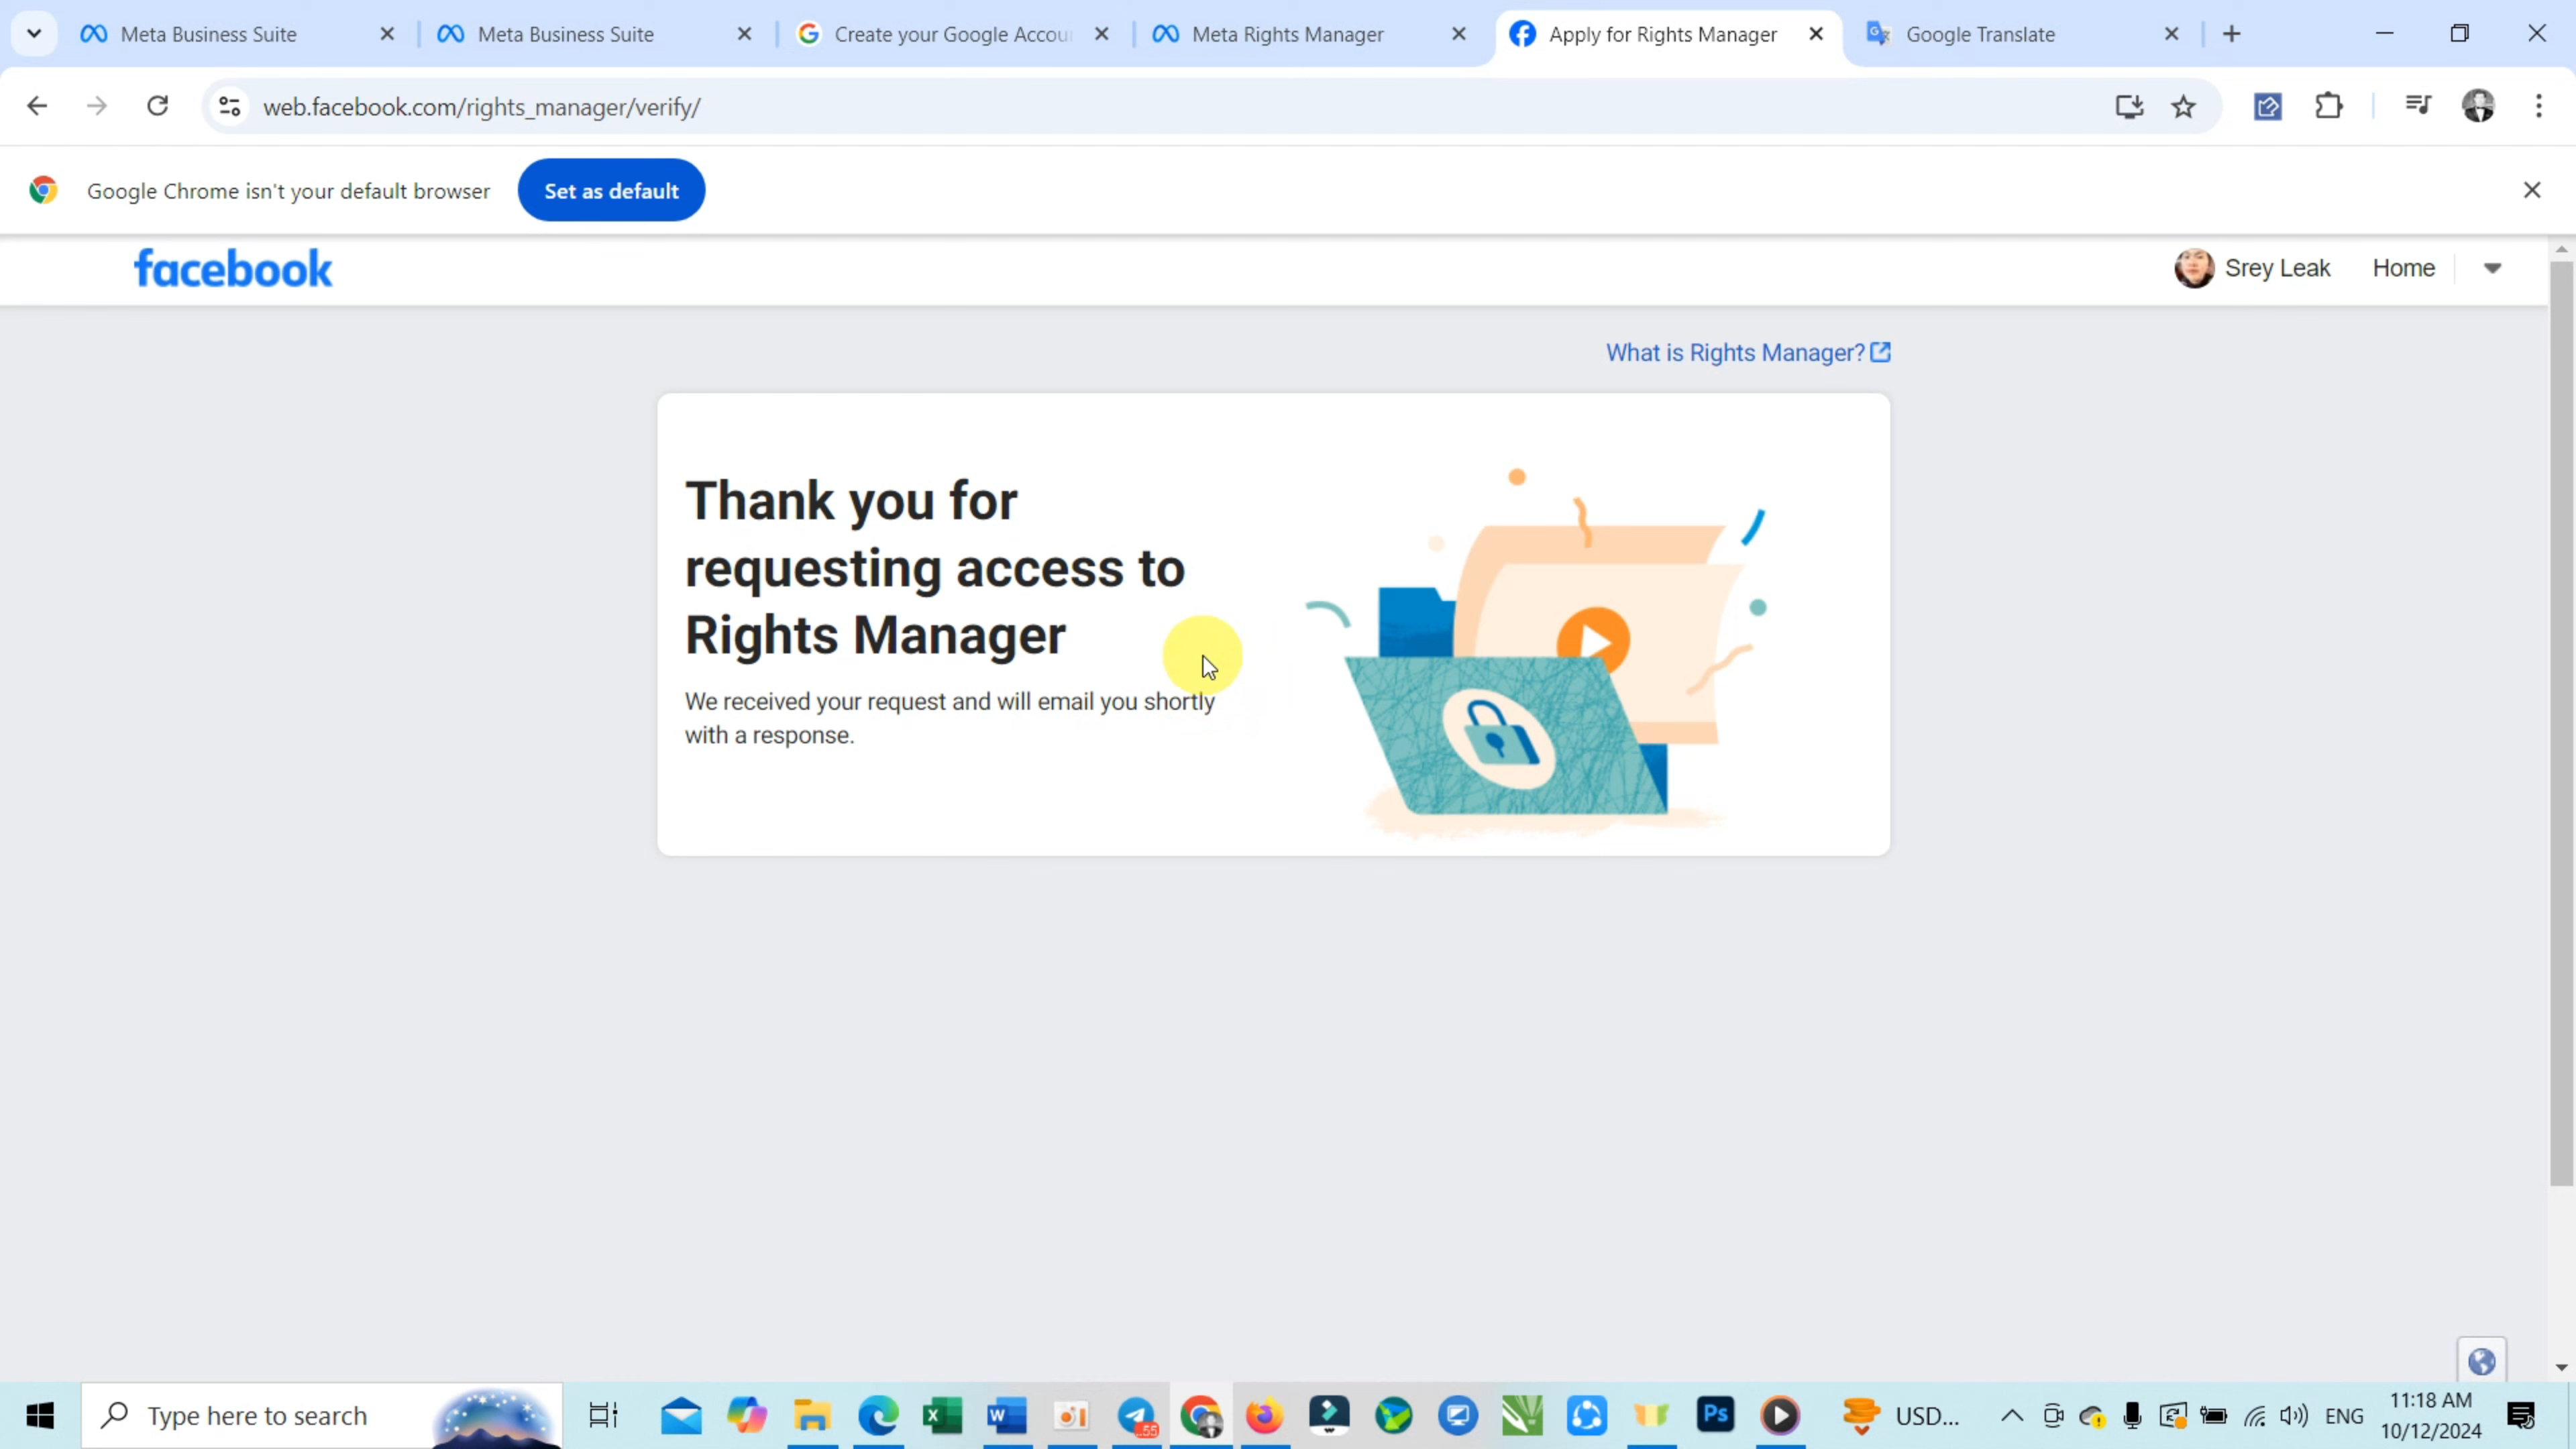 Meta Business Suite
Meta Business Suite
Create your Google Accou
Meta Rights Manager
Apply for Rights Manager
Google Translate
web.facebook.com/rights_manager/verify/
Google Chrome isn't your default browser
Set as default
facebook
Srey Leak
Home
What is Rights Manager?
Thank you for
requesting access to
Rights Manager
We received your request and will email you shortly
with a response.
Type here to search
...55
Ps
USD...
ENG
11:18 AM
10/12/2024